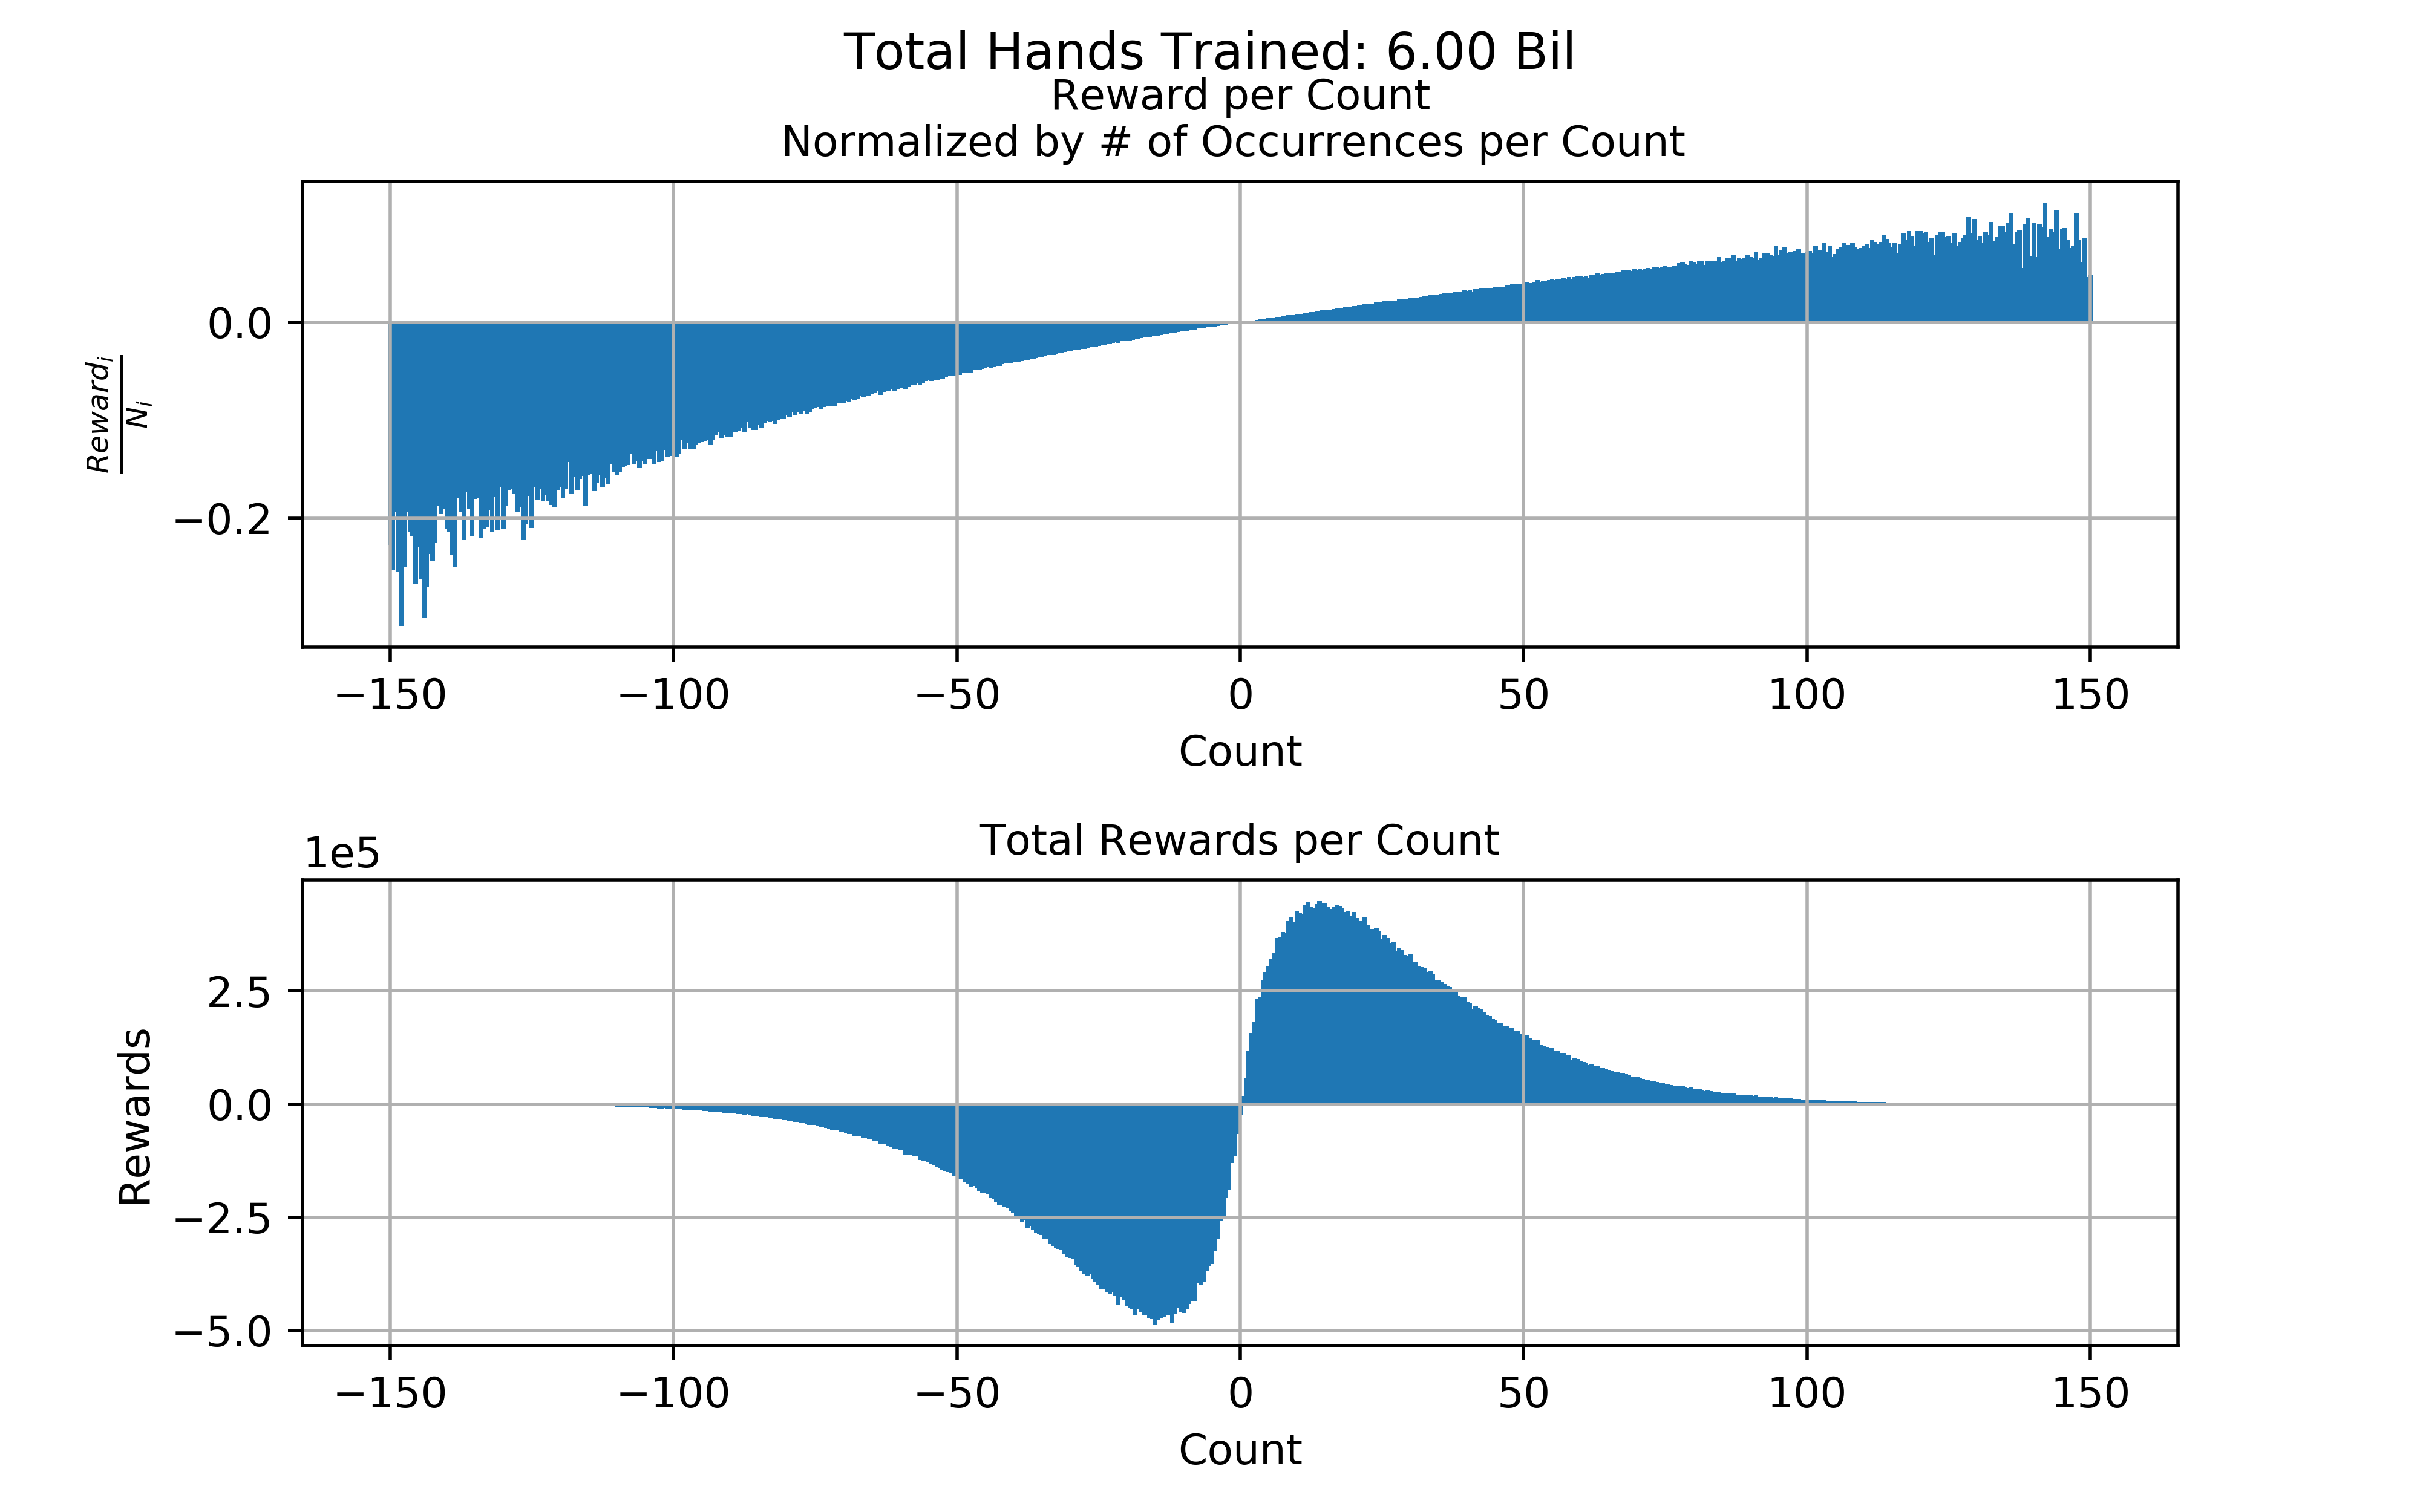 Total Hands Trained: 6.00 Bil
Reward per Count
Normalized by # of Occurrences per Count
0.0
−0.2
Reward_i
N_i
−150 −100 −50 0 50 100 150
Count
Total Rewards per Count
1e5
2.5
0.0
−2.5
−5.0
Rewards
−150 −100 −50 0 50 100 150
Count